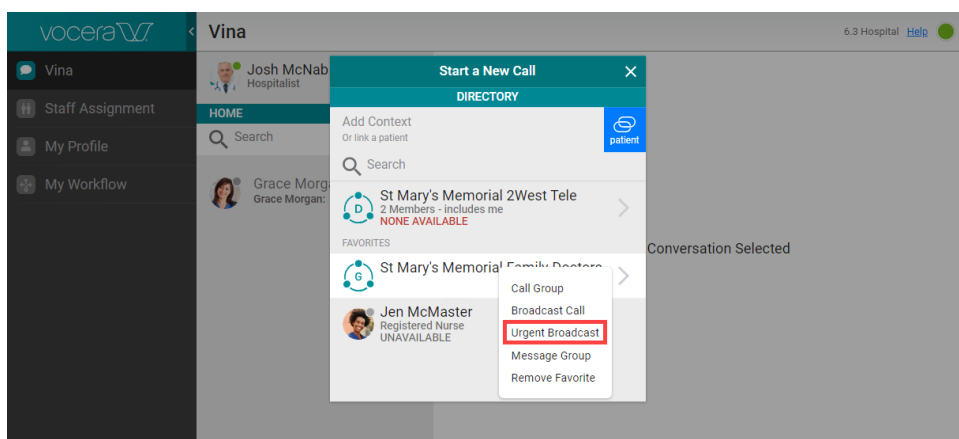 vocera
Vina
6.3 Hospital Help
Vina
Staff Assignment
My Profile
My Workflow
Josh McNab
Hospitalist
HOME
Search
Grace Morg
Grace Morgan:
Start a New Call
DIRECTORY
Add Context
Or link a patient
patient
Search
D
St Mary's Memorial 2West Tele
2 Members - includes me
NONE AVAILABLE
FAVORITES
G
St Mary's Memorial Family Doctors
Jen McMaster
Registered Nurse
UNAVAILABLE
Call Group
Broadcast Call
Urgent Broadcast
Message Group
Remove Favorite
Conversation Selected